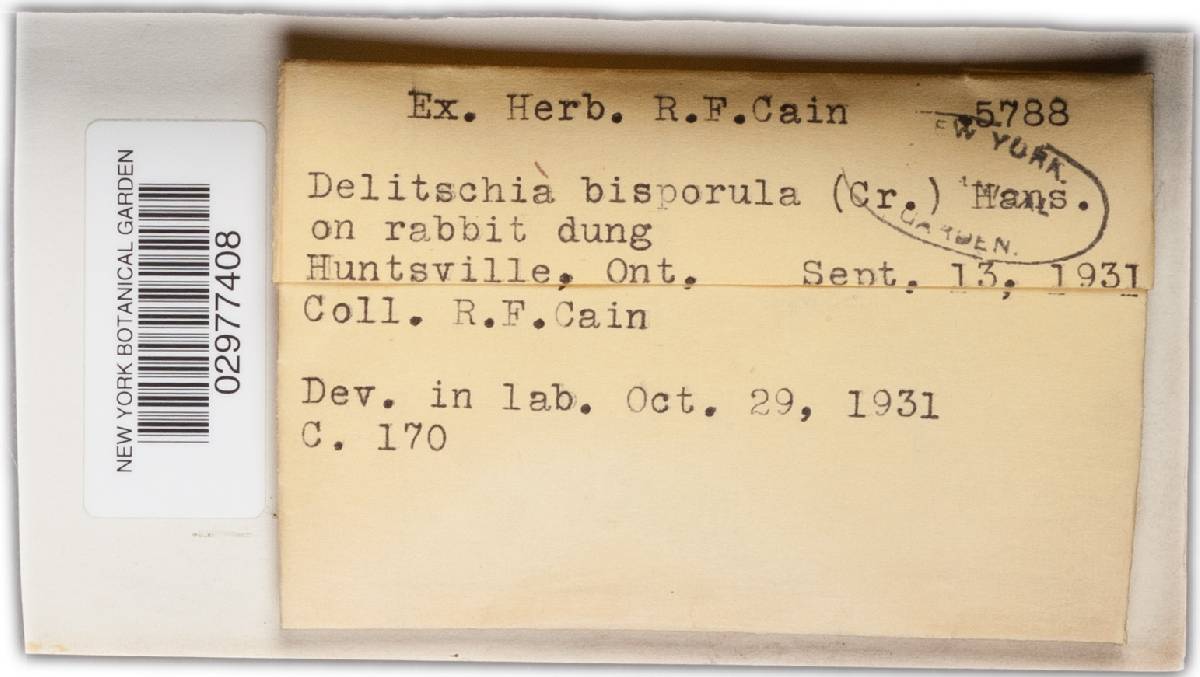 NEW YORK BOTANICAL GARDEN
02977408
Ex. Herb. R.F.Cain 5788
Delitschia bisporula (Cr.) Hans.
on rabbit dung
Huntsville, Ont. Sept. 13, 1931
Coll. R.F.Cain
Dev. in lab. Oct. 29, 1931
C. 170
YORK.
GARDEN.